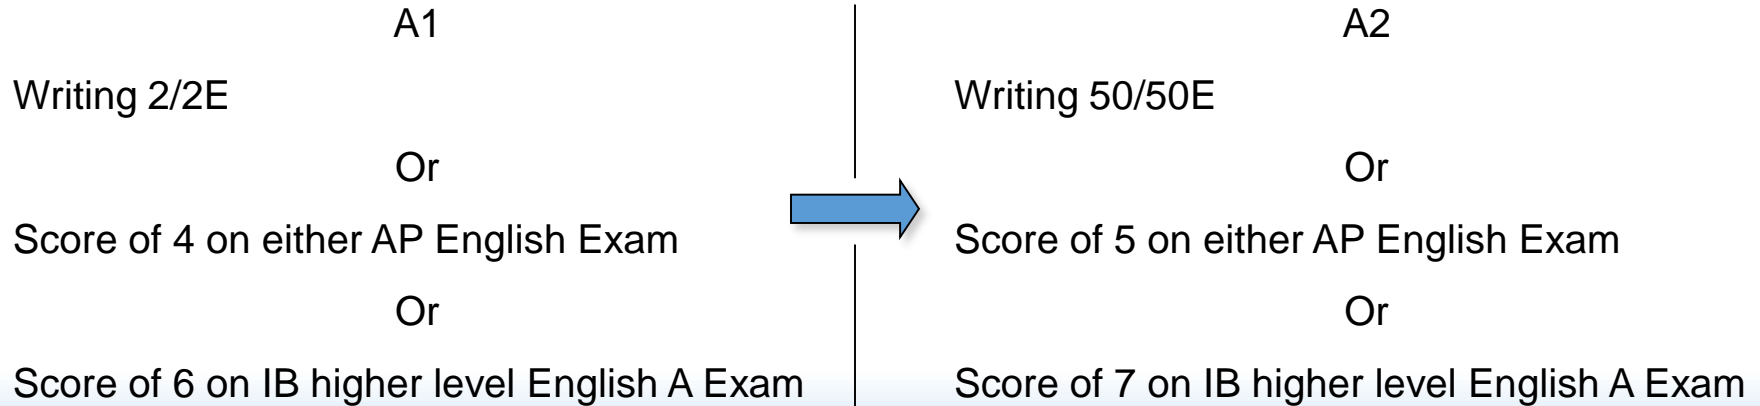 A1
Writing 2/2E
Or
Score of 4 on either AP English Exam
Or
Score of 6 on IB higher level English A Exam
A2
Writing 50/50E
Or
Score of 5 on either AP English Exam
Or
Score of 7 on IB higher level English A Exam